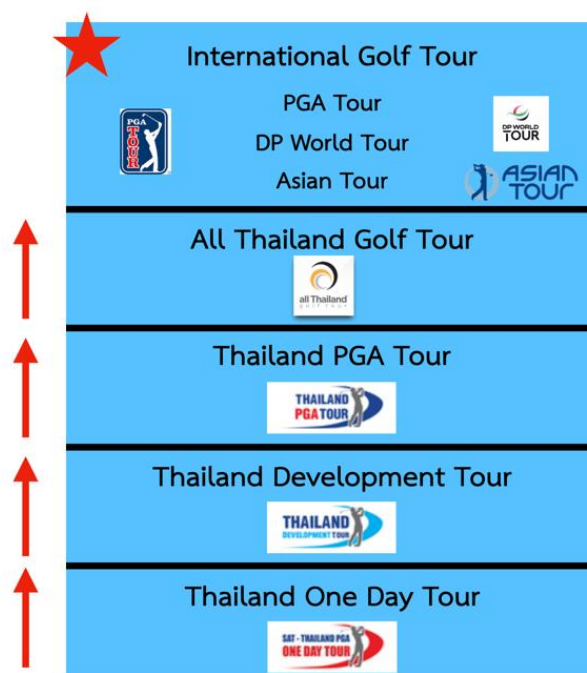 International Golf Tour
PGA Tour
PGA
TOUR
DP World Tour
DP WORLD
TOUR
Asian Tour
ASIAN
TOUR
All Thailand Golf Tour
all Thailand
golf tour
Thailand PGA Tour
THAILAND
PGA TOUR
Thailand Development Tour
THAILAND
DEVELOPMENT TOUR
Thailand One Day Tour
SAT - THAILAND PGA
ONE DAY TOUR